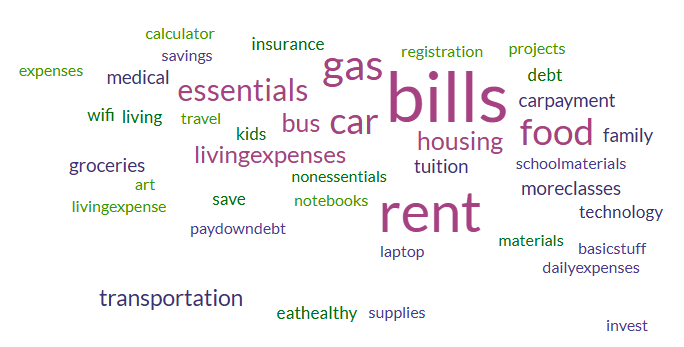 calculator
savings
insurance
registration
projects
expenses
medical
gas
debt
essentials
bills
carpayment
wifi
living
travel
kids
bus
car
housing
food
family
groceries
livingexpenses
tuition
schoolmaterials
art
nonessentials
moreclasses
livingexpense
save
notebooks
rent
technology
paydowndebt
laptop
materials
basicstuff
dailyexpenses
transportation
eathealthy
supplies
invest